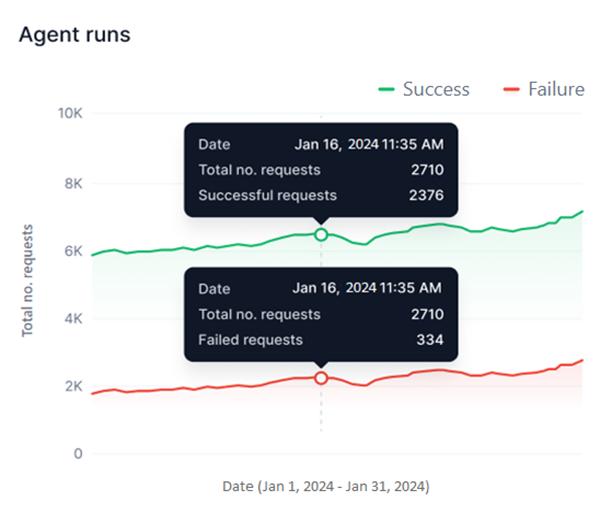 Agent runs
Success
Failure
10K
8K
6K
4K
2K
0
Total no. requests
Date Jan 16, 2024 11:35 AM
Total no. requests 2710
Successful requests 2376
Date Jan 16, 2024 11:35 AM
Total no. requests 2710
Failed requests 334
Date (Jan 1, 2024 - Jan 31, 2024)